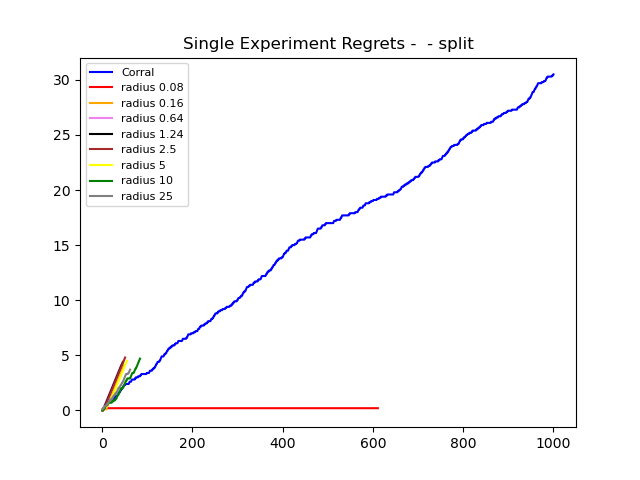 Single Experiment Regrets -  - split
Corral
radius 0.08
radius 0.16
radius 0.64
radius 1.24
radius 2.5
radius 5
radius 10
radius 25
30
25
20
15
10
5
0
0 200 400 600 800 1000